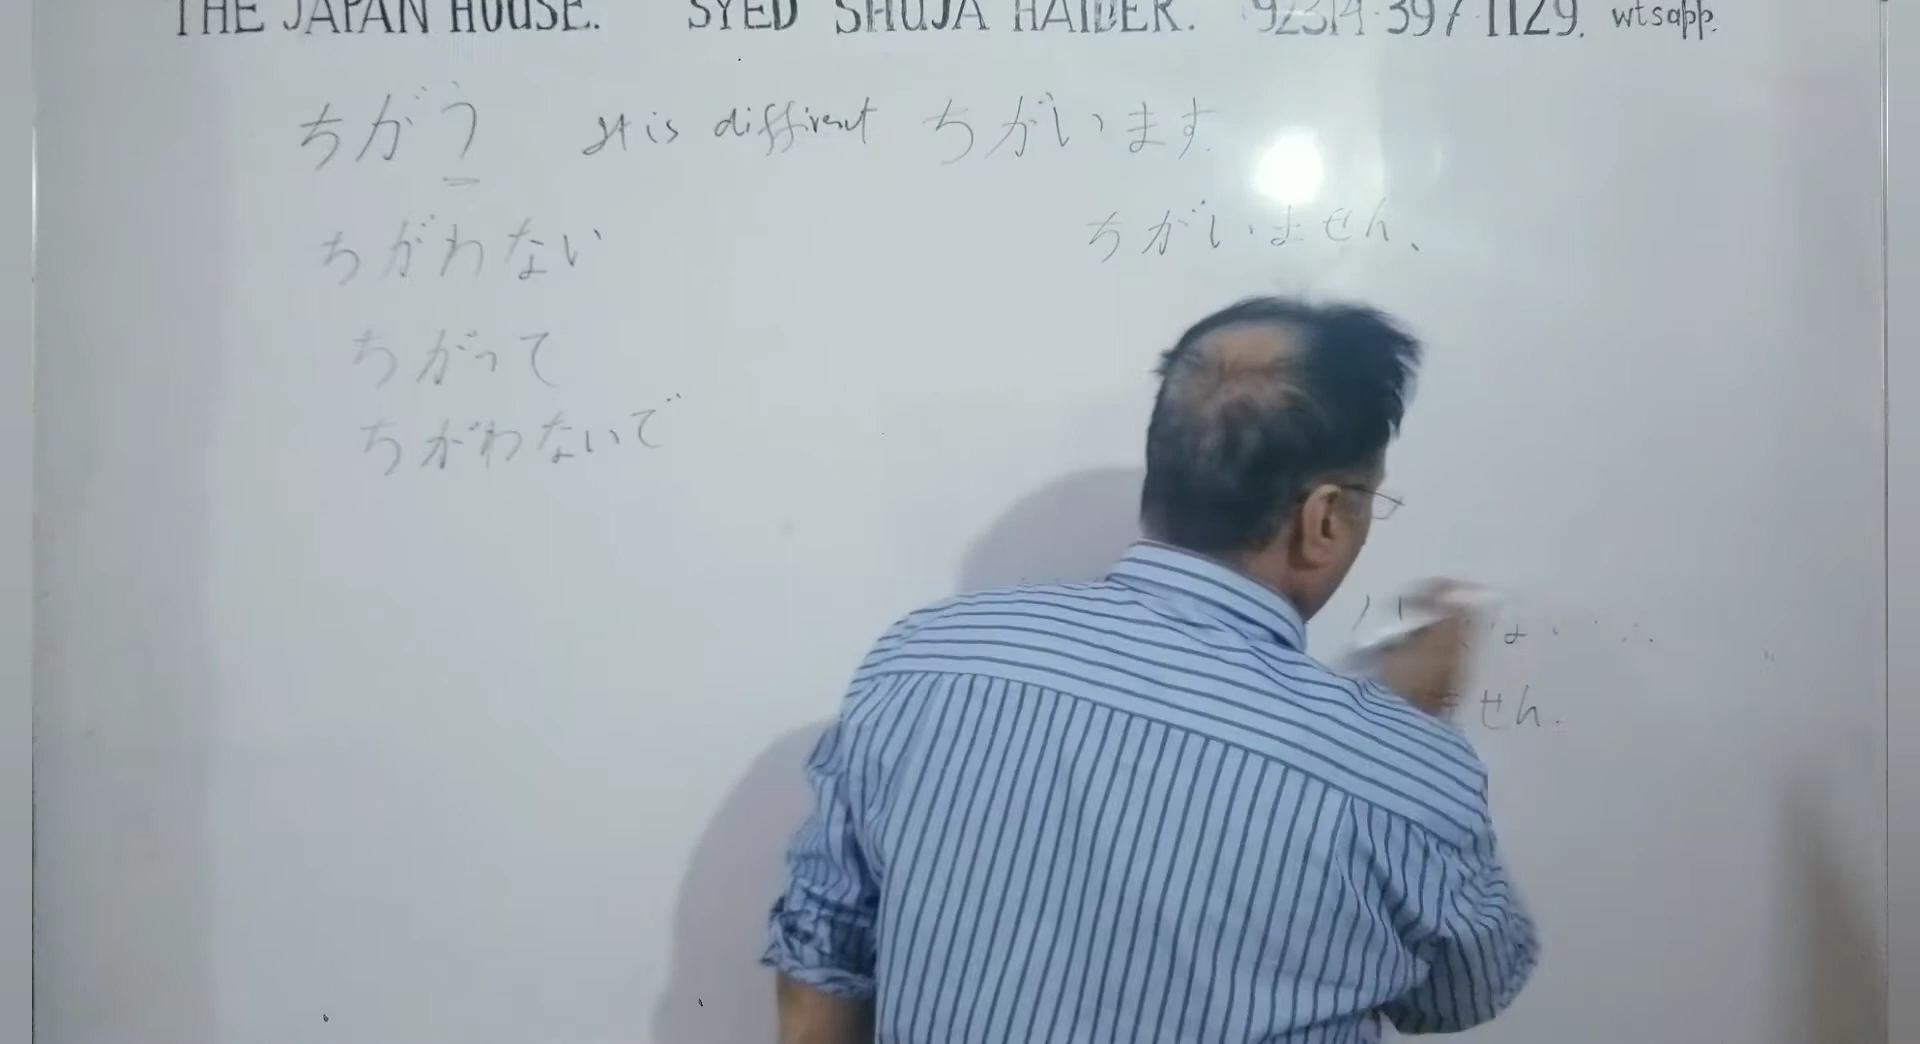 THE JAPAN HOUSE. SYED SHUJA HAIDER. 92314-397-1129. wtsapp.
ちがう It is diffirent ちがいます
ちがわない ちがいません、
ちがって
ちがわないで
せん.